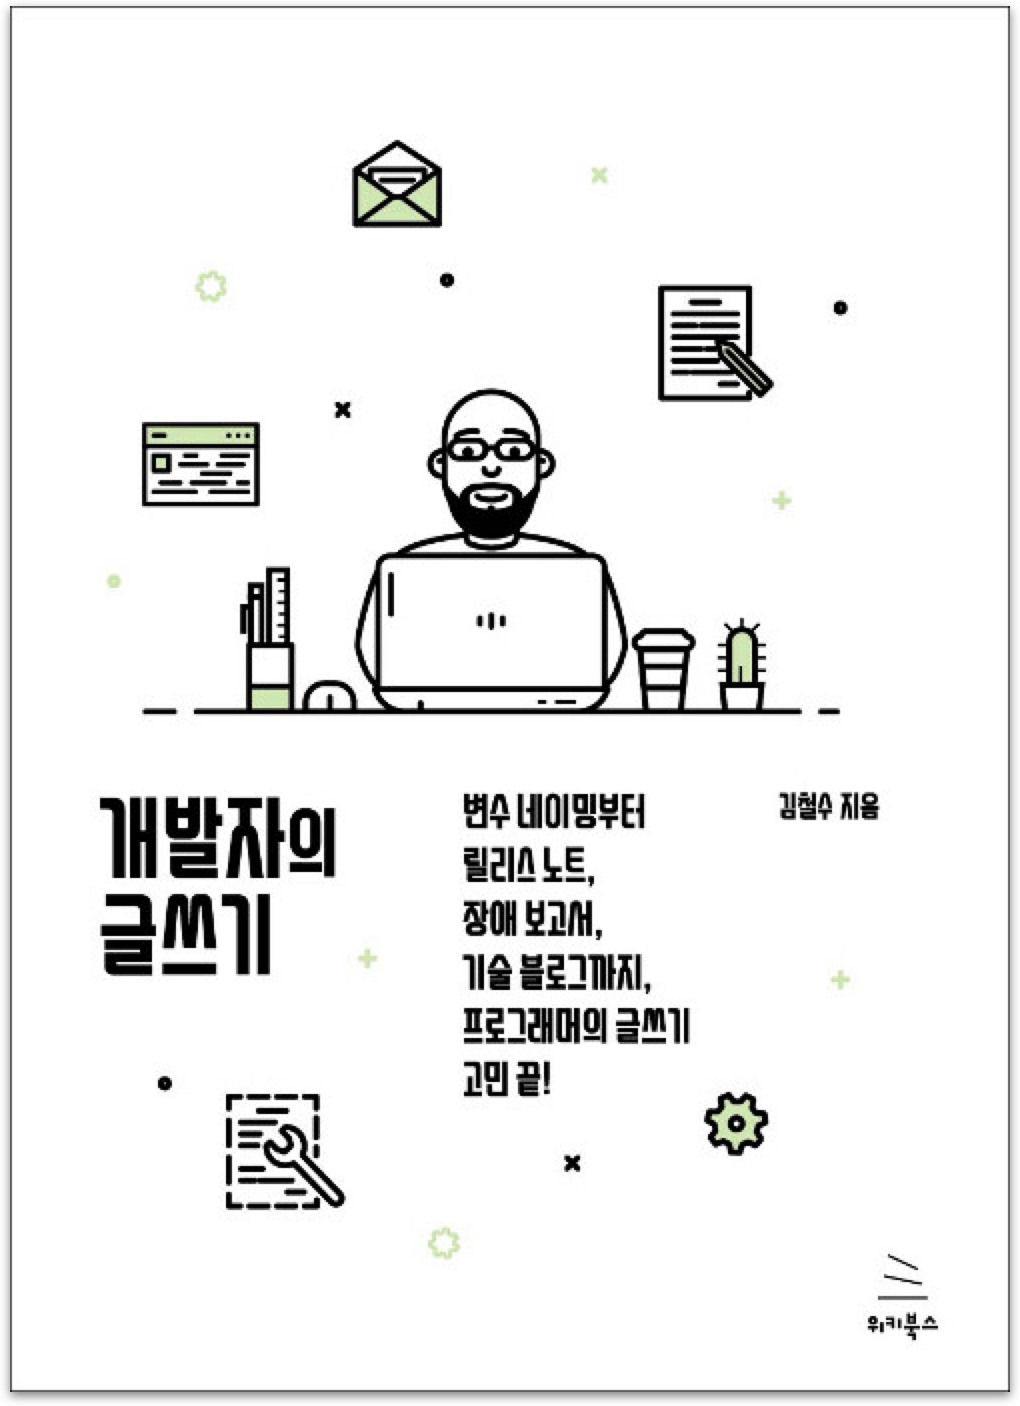 개발자의
글쓰기
변수 네이밍부터
릴리스 노트,
장애 보고서,
기술 블로그까지,
프로그래머의 글쓰기
고민 끝!
김철수 지음
위키북스